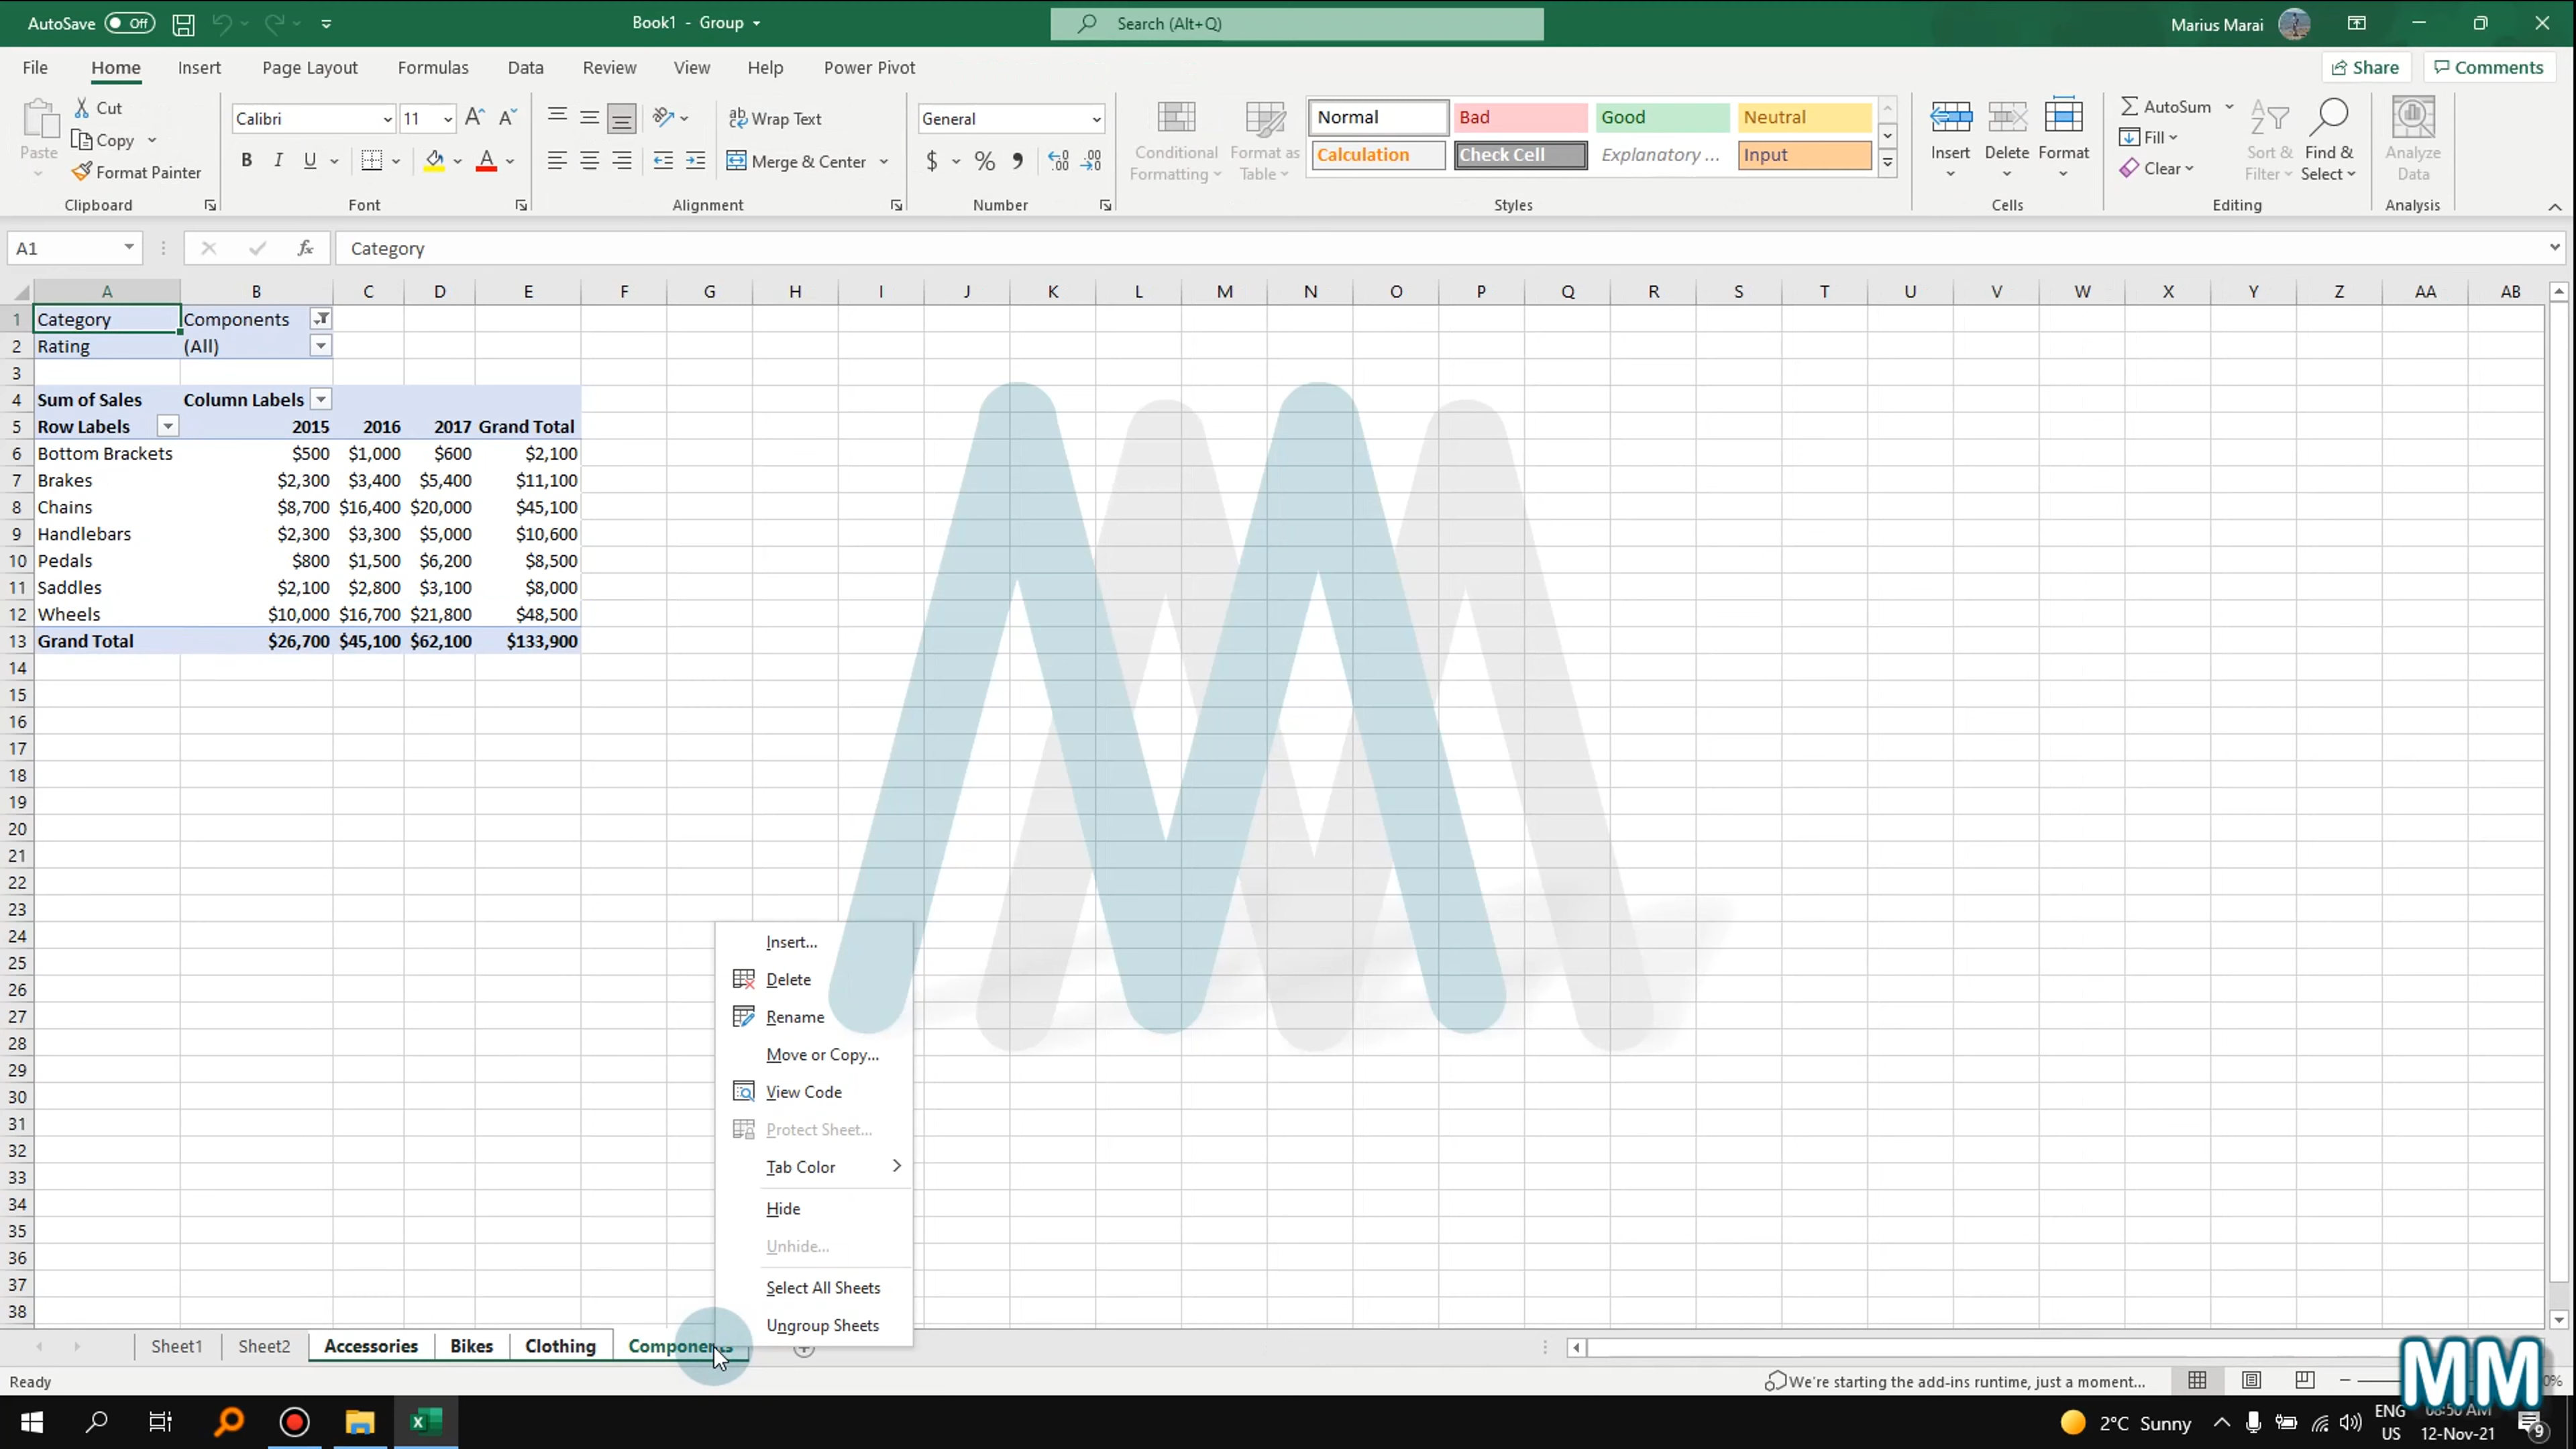 AutoSave Off Book1 - Group Search (Alt+Q) Marius Marai
File Home Insert Page Layout Formulas Data Review View Help Power Pivot Share Comments
Paste Cut Copy Format Painter
Calibri 11 B I U A
Wrap Text
Merge & Center
General
$ %
Conditional Formatting Format as Table
Normal Bad Good Neutral
Calculation Check Cell Explanatory ... Input
Insert Delete Format
AutoSum
Fill
Clear
Sort & Filter Find & Select Analyze Data
Clipboard Font Alignment Number Styles Cells Editing Analysis
A1 fx Category
A B C D E F G H I J K L M N O P Q R S T U V W X Y Z AA AB
1 Category Components
2 Rating (All)
3
4 Sum of Sales Column Labels
5 Row Labels 2015 2016 2017 Grand Total
6 Bottom Brackets $500 $1,000 $600 $2,100
7 Brakes $2,300 $3,400 $5,400 $11,100
8 Chains $8,700 $16,400 $20,000 $45,100
9 Handlebars $2,300 $3,300 $5,000 $10,600
10 Pedals $800 $1,500 $6,200 $8,500
11 Saddles $2,100 $2,800 $3,100 $8,000
12 Wheels $10,000 $16,700 $21,800 $48,500
13 Grand Total $26,700 $45,100 $62,100 $133,900
14
15
16
17
18
19
20
21
22
23
24
25
26
27
28
29
30
31
32
33
34
35
36
37
38
Insert...
Delete
Rename
Move or Copy...
View Code
Protect Sheet...
Tab Color
Hide
Unhide...
Select All Sheets
Ungroup Sheets
Sheet1 Sheet2 Accessories Bikes Clothing Components
Ready We're starting the add-ins runtime, just a moment...
MM
2°C Sunny ENG US 08:50 AM 12-Nov-21 9